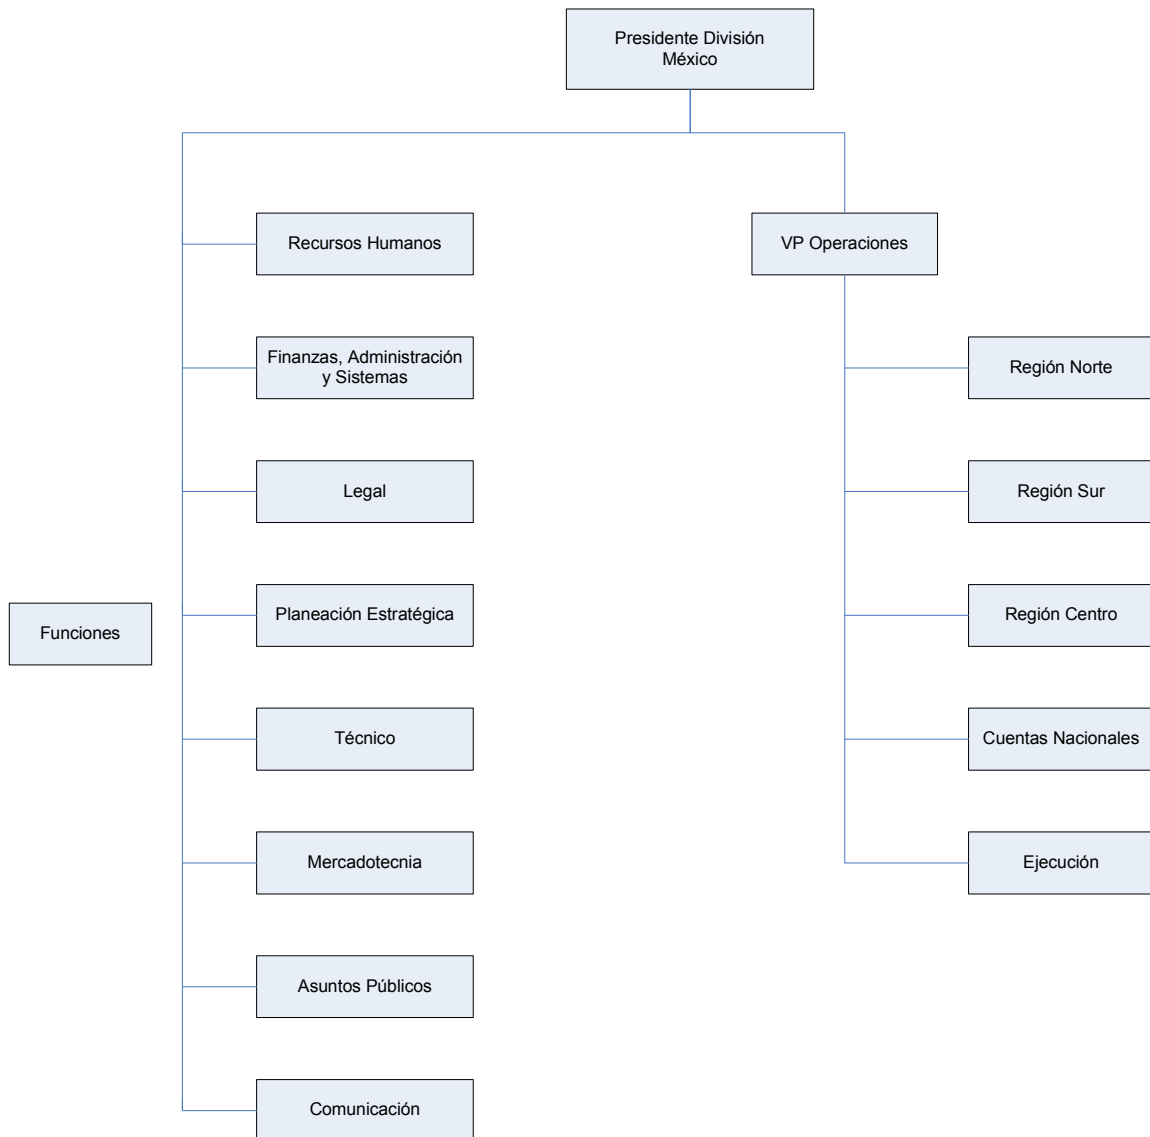 Presidente División
México
Recursos Humanos
VP Operaciones
Finanzas, Administración
y Sistemas
Región Norte
Legal
Región Sur
Planeación Estratégica
Región Centro
Funciones
Técnico
Cuentas Nacionales
Mercadotecnia
Ejecución
Asuntos Públicos
Comunicación